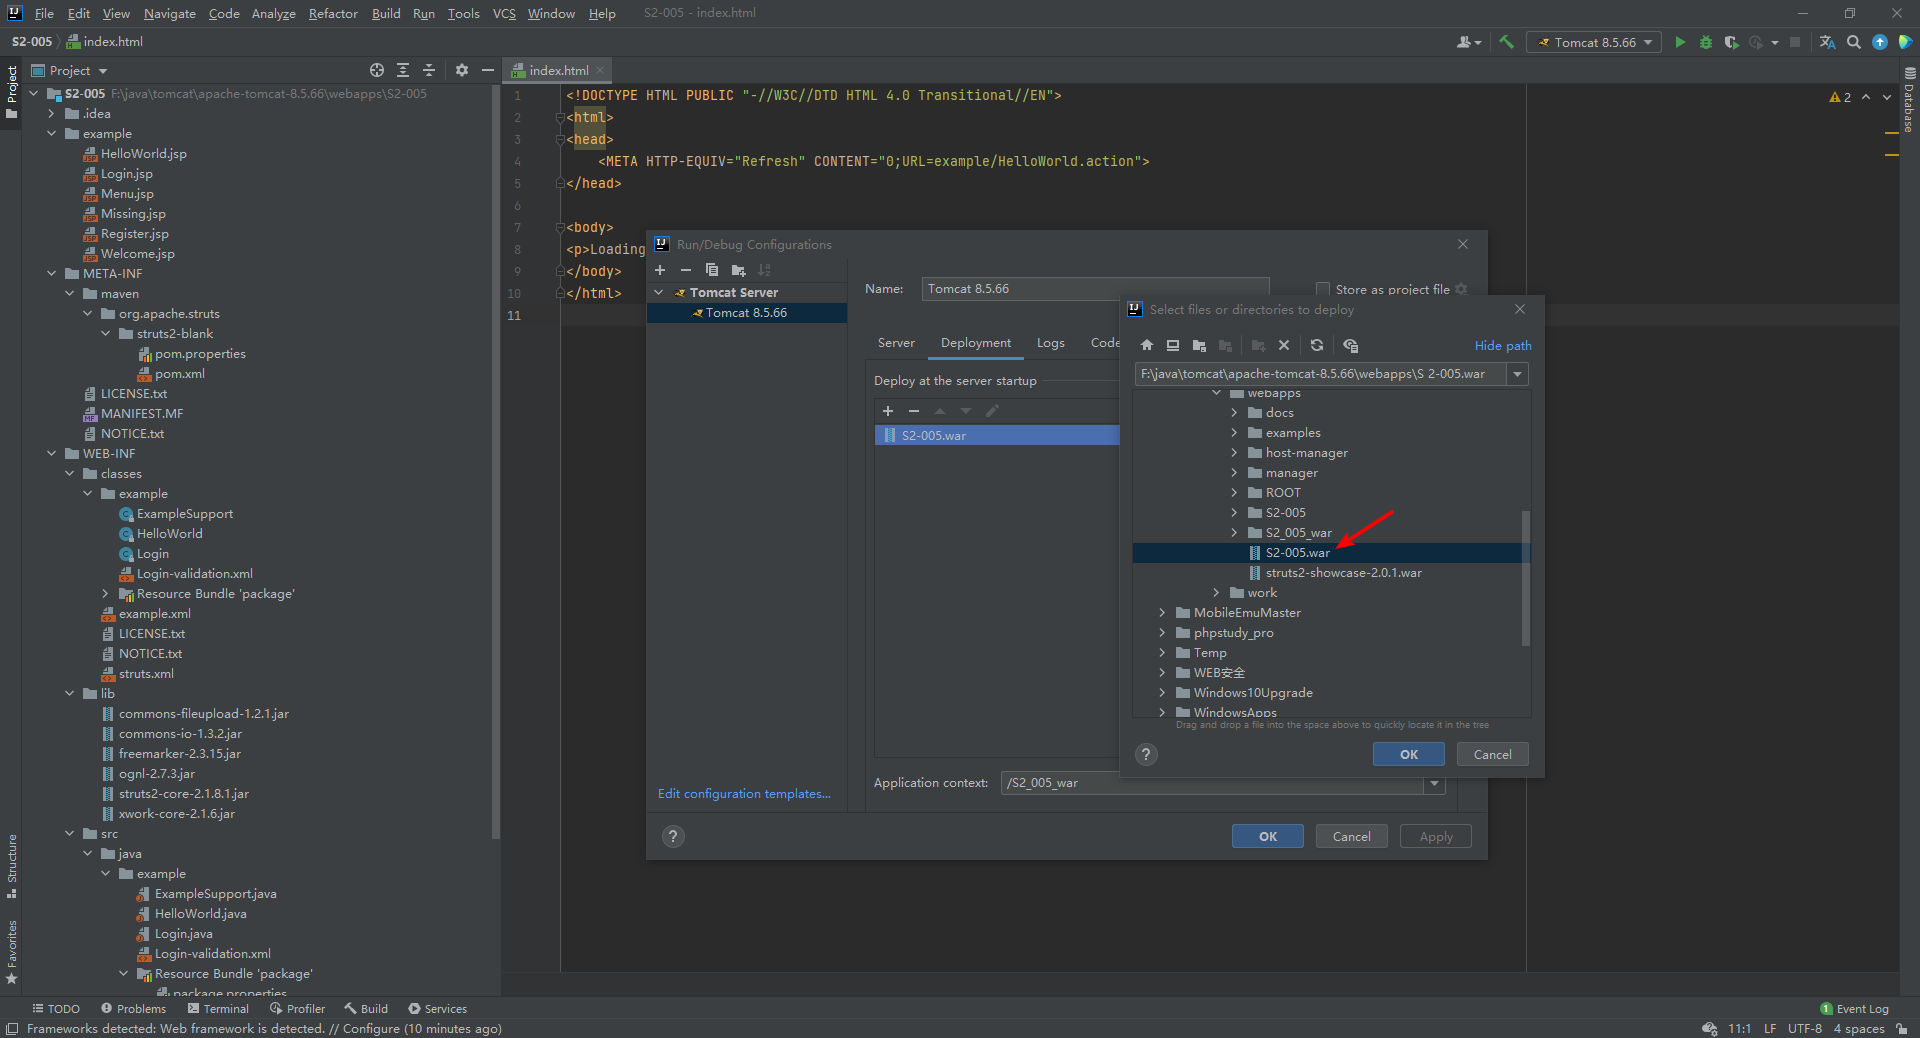 File Edit View Navigate Code Analyze Refactor Build Run Tools VCS Window Help S2-005 - index.html
S2-005 index.html
Tomcat 8.5.66
Project
index.html
Project
Database
S2-005 F:\java\tomcat\apache-tomcat-8.5.66\webapps\S2-005
.idea
example
HelloWorld.jsp
Login.jsp
Menu.jsp
Missing.jsp
Register.jsp
Welcome.jsp
META-INF
maven
org.apache.struts
struts2-blank
pom.properties
pom.xml
LICENSE.txt
MANIFEST.MF
NOTICE.txt
WEB-INF
classes
example
ExampleSupport
HelloWorld
Login
Login-validation.xml
Resource Bundle 'package'
example.xml
LICENSE.txt
NOTICE.txt
struts.xml
lib
commons-fileupload-1.2.1.jar
commons-io-1.3.2.jar
freemarker-2.3.15.jar
ognl-2.7.3.jar
struts2-core-2.1.8.1.jar
xwork-core-2.1.6.jar
src
java
example
ExampleSupport.java
HelloWorld.java
Login.java
Login-validation.xml
Resource Bundle 'package'
package.properties
Structure
Favorites
1 <!DOCTYPE HTML PUBLIC "-//W3C//DTD HTML 4.0 Transitional//EN">
2 <html>
3 <head>
4 <META HTTP-EQUIV="Refresh" CONTENT="0;URL=example/HelloWorld.action">
5 </head>
6
7 <body>
8 <p>Loading
9 </body>
10 </html>
11
2
Run/Debug Configurations
Tomcat Server
Tomcat 8.5.66
Name: Tomcat 8.5.66
Store as project file
Server Deployment Logs Code
Deploy at the server startup
S2-005.war
Application context: /S2_005_war
Edit configuration templates...
?
OK Cancel Apply
Select files or directories to deploy
Hide path
F:\java\tomcat\apache-tomcat-8.5.66\webapps\S 2-005.war
webapps
docs
examples
host-manager
manager
ROOT
S2-005
S2_005_war
S2-005.war
struts2-showcase-2.0.1.war
work
MobileEmuMaster
phpstudy_pro
Temp
WEB安全
Windows10Upgrade
WindowsApps
Drag and drop a file into the space above to quickly locate it in the tree
?
OK Cancel
TODO Problems Terminal Profiler Build Services
1 Event Log
Frameworks detected: Web framework is detected. // Configure (10 minutes ago)
11:1 LF UTF-8 4 spaces